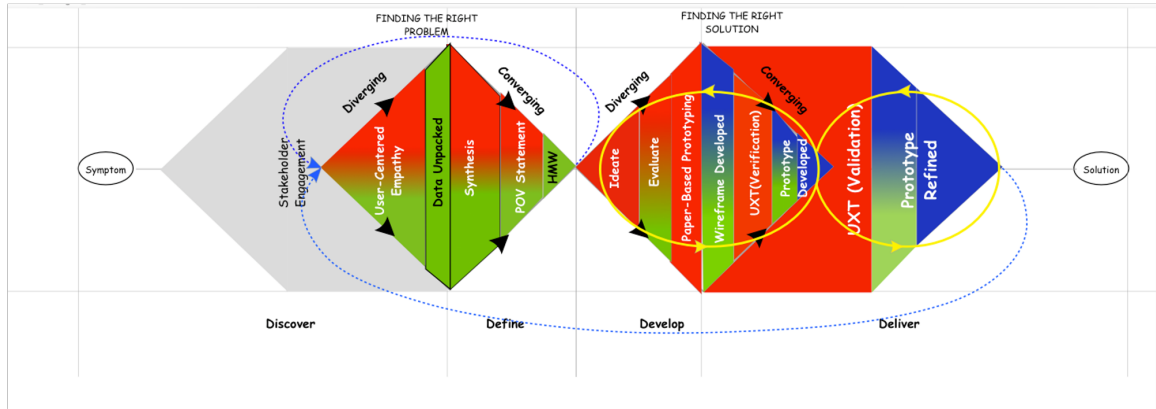 FINDING THE RIGHT
PROBLEM
FINDING THE RIGHT
SOLUTION
Symptom
Stakeholder
Engagement
Diverging
User-Centered
Empathy
Data Unpacked
Synthesis
Converging
POV Statement
HMW
Diverging
Ideate
Evaluate
Paper-Based Prototyping
Wireframe Developed
UXT(Verification)
Converging
Prototype
Developed
UXT (Validation)
Prototype
Refined
Solution
Discover
Define
Develop
Deliver